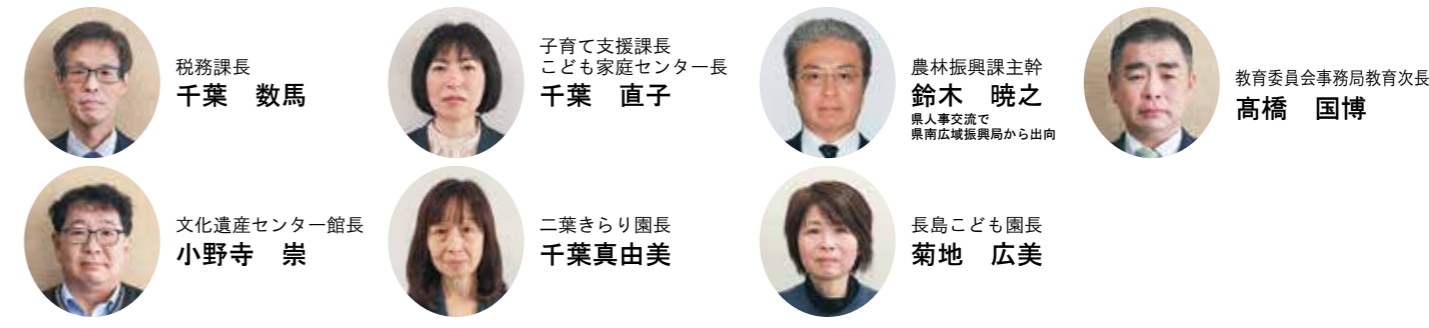 税務課長
千葉　数馬
子育て支援課長
こども家庭センター長
千葉　直子
農林振興課主幹
鈴木　暁之
県人事交流で
県南広域振興局から出向
教育委員会事務局教育次長
髙橋　国博
文化遺産センター館長
小野寺　崇
二葉きらり園長
千葉真由美
長島こども園長
菊地　広美